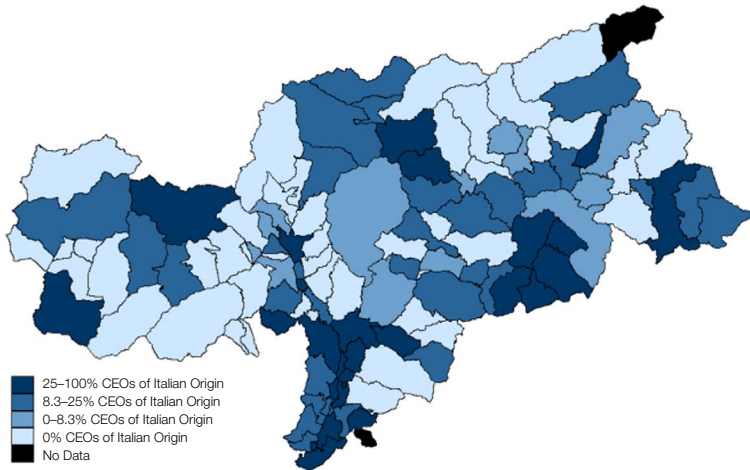 25–100% CEOs of Italian Origin
8.3–25% CEOs of Italian Origin
0–8.3% CEOs of Italian Origin
0% CEOs of Italian Origin
No Data